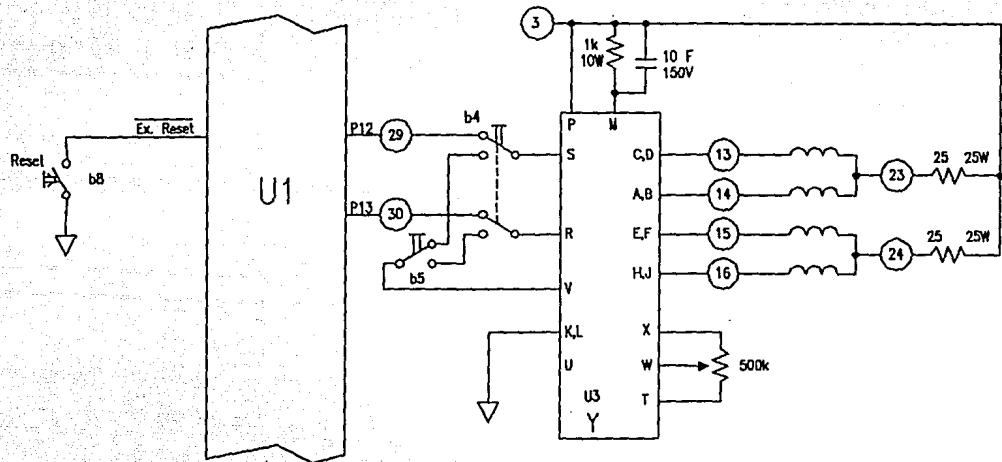 3
1k
10W
10 F
150V
Ex. Reset
Reset
b8
U1
P12
29
b4
P13
30
b5
P
M
S
R
V
K,L
U
C,D
A,B
E,F
H,J
X
W
T
U3
Y
13
14
15
16
23
25 25W
24
25 25W
500k